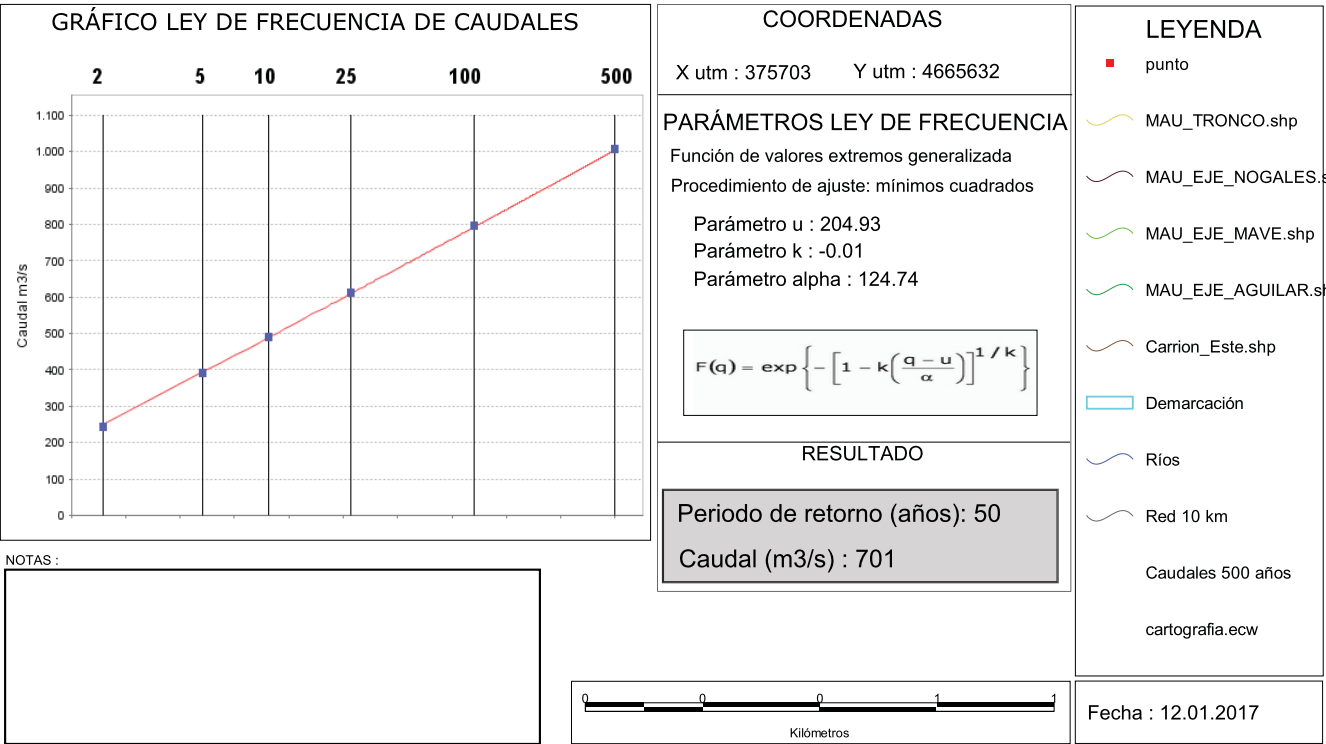 GRÁFICO LEY DE FRECUENCIA DE CAUDALES
2 5 10 25 100 500
1.100
1.000
900
800
700
600
500
400
300
200
100
0
Caudal m3/s
NOTAS :
COORDENADAS
X utm : 375703 Y utm : 4665632
PARÁMETROS LEY DE FRECUENCIA
Función de valores extremos generalizada
Procedimiento de ajuste: mínimos cuadrados
Parámetro u : 204.93
Parámetro k : -0.01
Parámetro alpha : 124.74
F(q) = exp{-[1 - k((q - u)/α)]^1/k}
RESULTADO
Periodo de retorno (años): 50
Caudal (m3/s) : 701
0 0 0 1 1
Kilómetros
LEYENDA
punto
MAU_TRONCO.shp
MAU_EJE_NOGALES.s
MAU_EJE_MAVE.shp
MAU_EJE_AGUILAR.sh
Carrion_Este.shp
Demarcación
Ríos
Red 10 km
Caudales 500 años
cartografia.ecw
Fecha : 12.01.2017